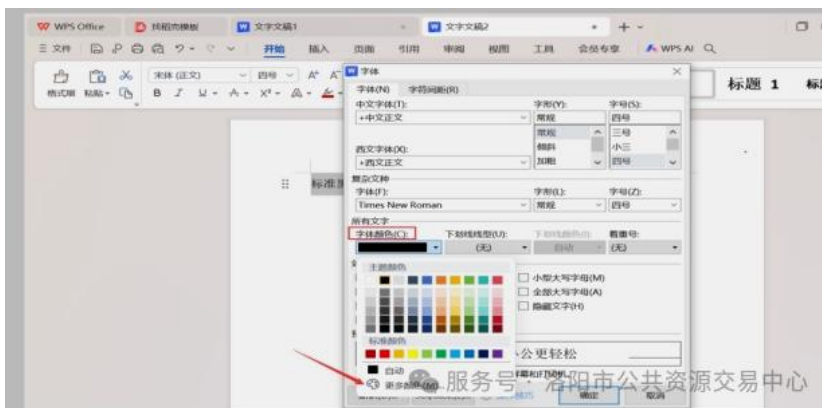 WPS Office 找稻壳模板 文字文稿1 文字文稿2
三 文件 开始 插入 页面 引用 审阅 视图 工具 会员专享 WPS AI
格式刷 粘贴 宋体 (正文) 四号 标题 1 标
B I U A X² A
字体
字体(N) 字符间距(R)
中文字体(T): 字形(Y): 字号(S):
+中文正文 常规 四号
常规 三号
西文字体(X): 倾斜 小三
+西文正文 加粗 四号
复杂文种
字体(F): 字形(L): 字号(Z):
Times New Roman 常规 四号
所有文字
字体颜色(C): 下划线线型(U): 下划线颜色(I): 着重号:
(无) 自动 (无)
标准黑
主题颜色
小型大写字母(M)
全部大写字母(A)
隐藏文字(H)
标准颜色
公更轻松
自动
更多颜色(M)...
服务号 · 洛阳市公共资源交易中心
确定 取消